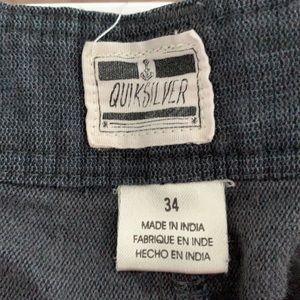 QUIKSILVER
34
MADE IN INDIA
FABRIQUE EN INDE
HECHO EN INDIA